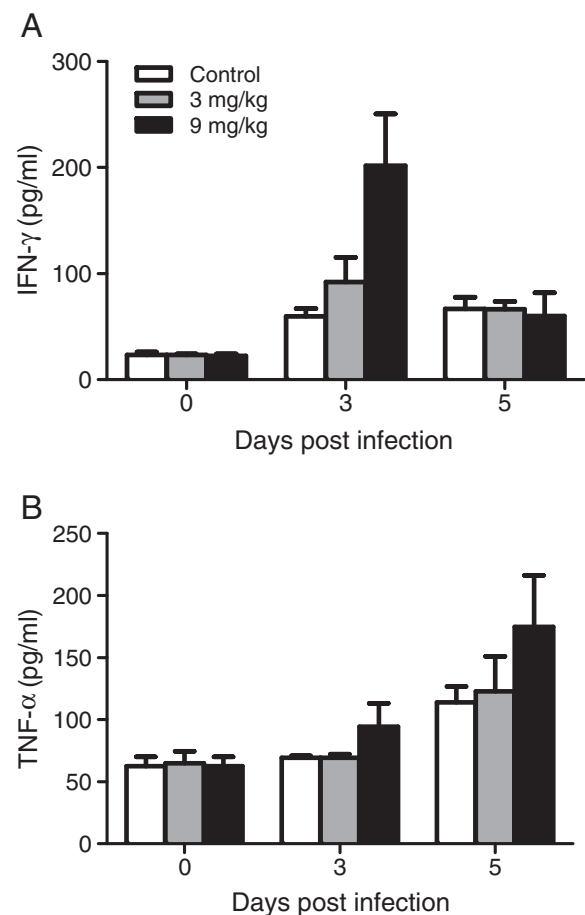 A
300
200
100
0
IFN-γ (pg/ml)
Control
3 mg/kg
9 mg/kg
0 3 5
Days post infection
B
250
200
150
100
50
0
TNF-α (pg/ml)
0 3 5
Days post infection